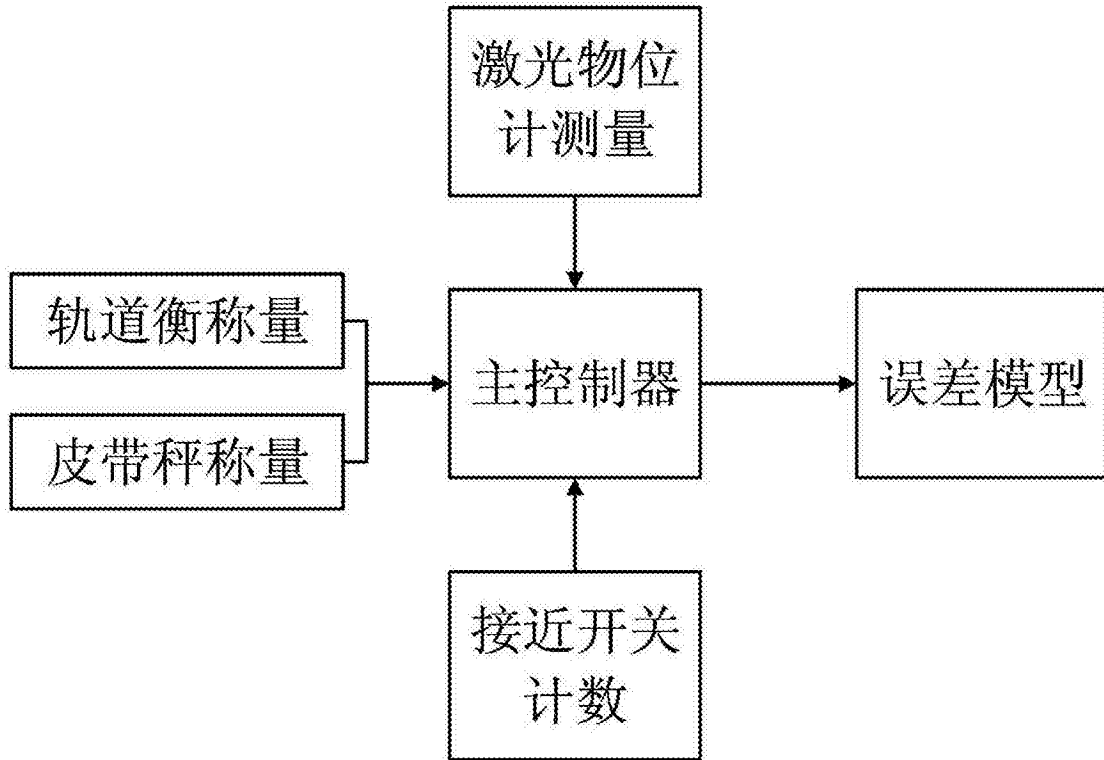 激光物位
计测量
轨道衡称量
皮带秤称量
主控制器
误差模型
接近开关
计数